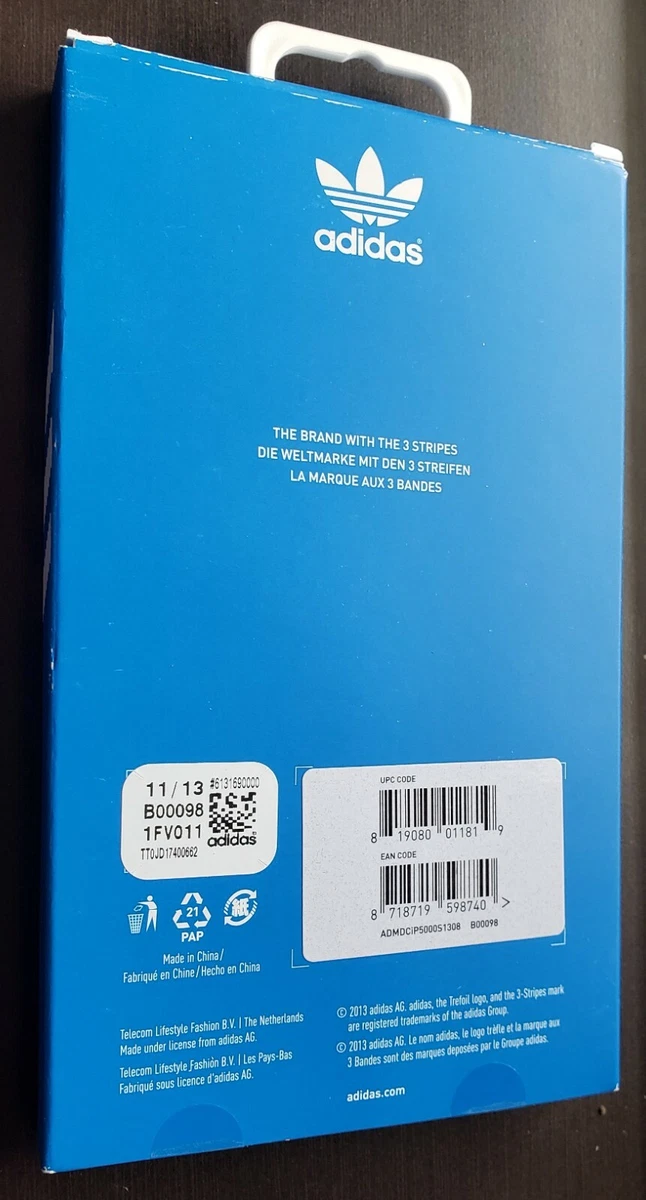 adidas®
THE BRAND WITH THE 3 STRIPES
DIE WELTMARKE MIT DEN 3 STREIFEN
LA MARQUE AUX 3 BANDES
11/13 #6131690000
B00098
1FV011
adidas®
TT0JD17400662
21
PAP
紙
Made in China/
Fabriqué en Chine/Hecho en China
UPC CODE
8 19080 01181 9
EAN CODE
8 718719 598740 >
ADMDCiP5000S1308 B00098
Telecom Lifestyle Fashion B.V. | The Netherlands
Made under license from adidas AG.
Telecom Lifestyle Fashion B.V. | Les Pays-Bas
Fabriqué sous licence d'adidas AG.
© 2013 adidas AG. adidas, the Trefoil logo, and the 3-Stripes mark
are registered trademarks of the adidas Group.
© 2013 adidas AG. Le nom adidas, le logo trèfle et la marque aux
3 Bandes sont des marques deposées par le Groupe adidas.
adidas.com